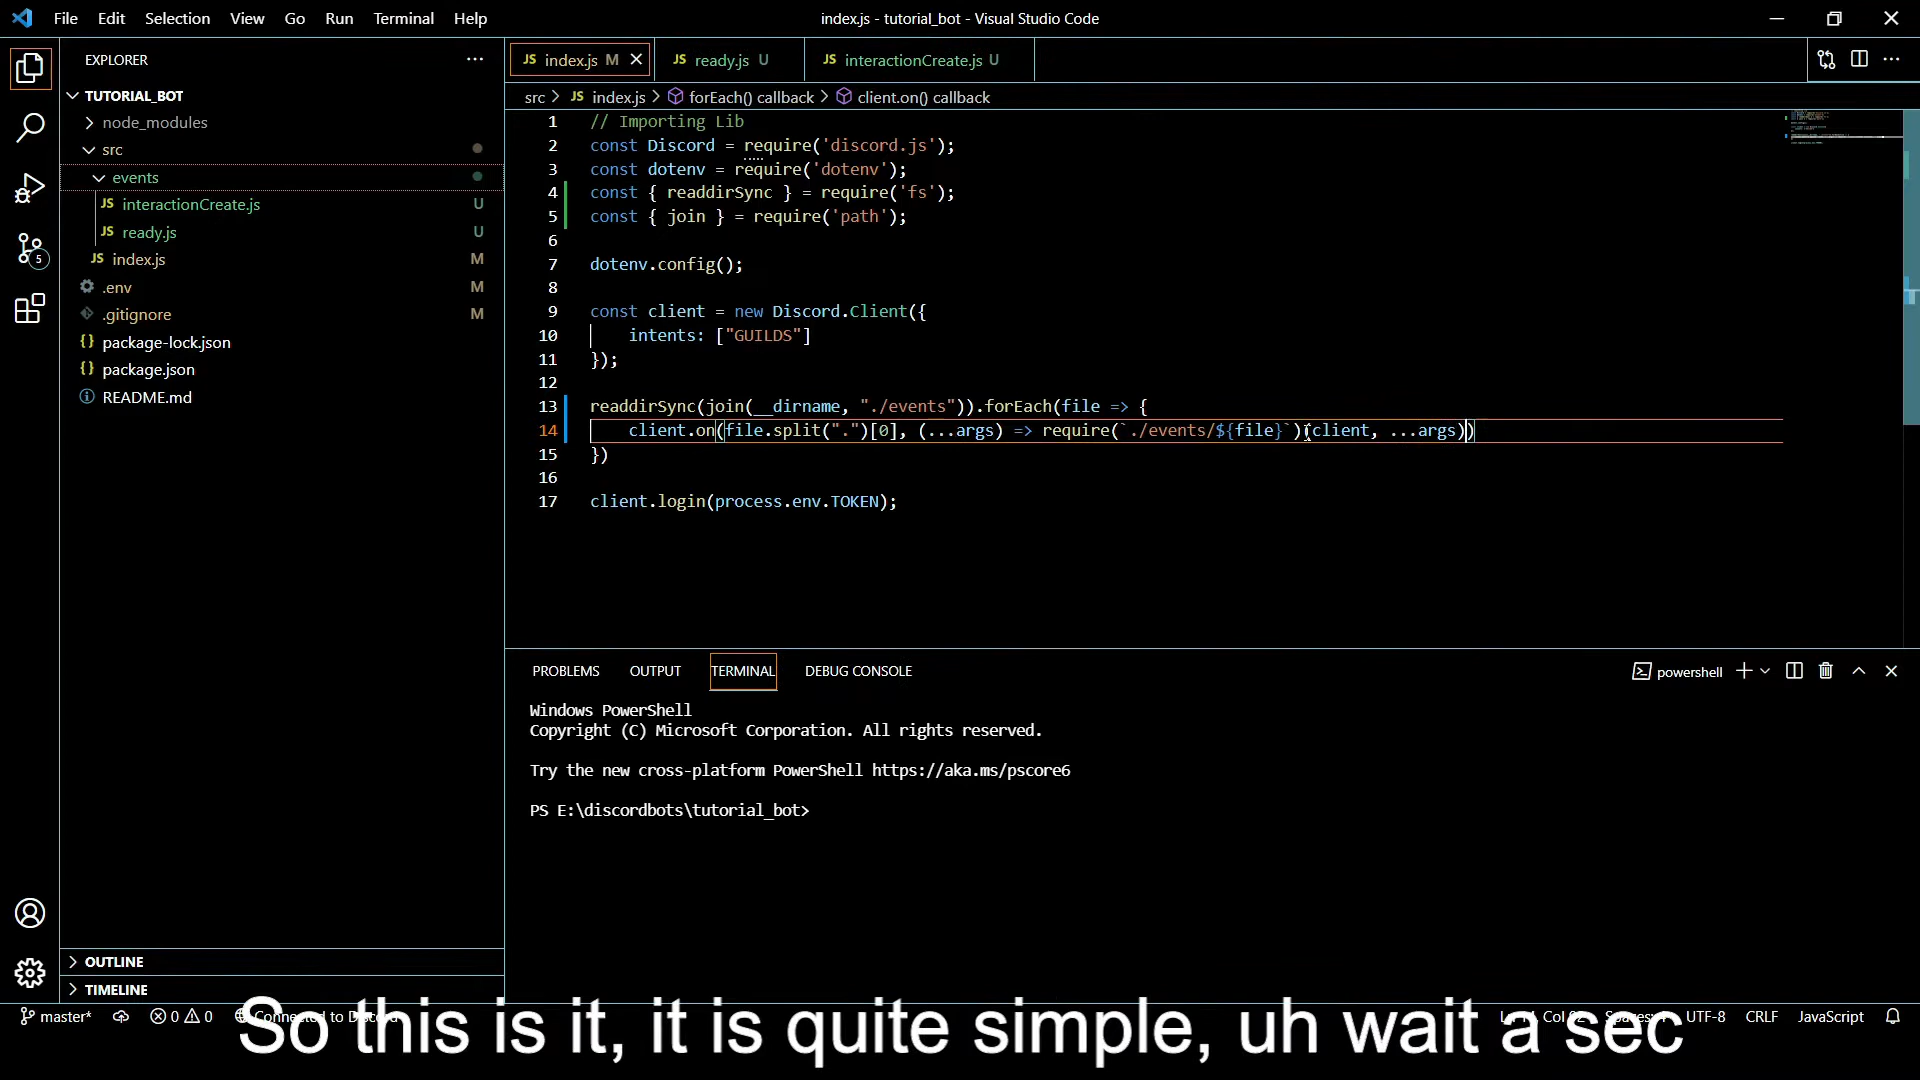 File Edit Selection View Go Run Terminal Help
index.js - tutorial_bot - Visual Studio Code
EXPLORER
TUTORIAL_BOT
node_modules
src
events
JS interactionCreate.js U
JS ready.js U
JS index.js M
.env M
.gitignore M
{} package-lock.json
{} package.json
README.md
OUTLINE
TIMELINE
5
JS index.js M
JS ready.js U
JS interactionCreate.js U
src > JS index.js > forEach() callback > client.on() callback
1 // Importing Lib
2 const Discord = require('discord.js');
3 const dotenv = require('dotenv');
4 const { readdirSync } = require('fs');
5 const { join } = require('path');
6
7 dotenv.config();
8
9 const client = new Discord.Client({
10 intents: ["GUILDS"]
11 });
12
13 readdirSync(join(__dirname, "./events")).forEach(file => {
14 client.on(file.split(".")[0], (...args) => require(`./events/${file}`)(client, ...args))
15 })
16
17 client.login(process.env.TOKEN);
PROBLEMS OUTPUT TERMINAL DEBUG CONSOLE
powershell
Windows PowerShell
Copyright (C) Microsoft Corporation. All rights reserved.
Try the new cross-platform PowerShell https://aka.ms/pscore6
PS E:\discordbots\tutorial_bot>
master* 0 0 Connected to Discord
UTF-8 CRLF JavaScript
So this is it, it is quite simple, uh wait a sec